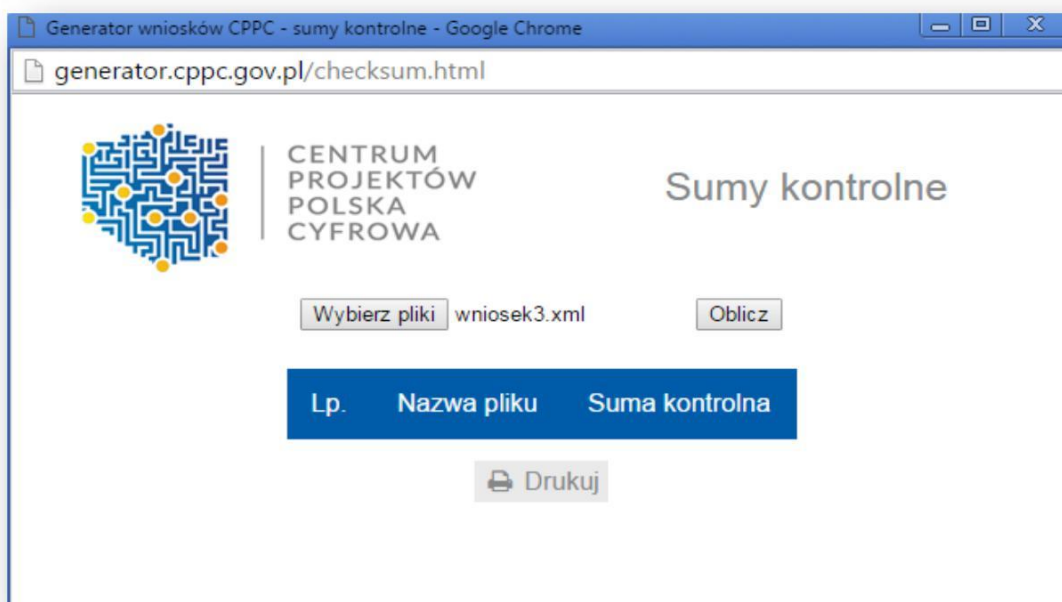 Generator wniosków CPPC - sumy kontrolne - Google Chrome
generator.cppc.gov.pl/checksum.html
CENTRUM
PROJEKTÓW
POLSKA
CYFROWA
Sumy kontrolne
Wybierz pliki wniosek3.xml Oblicz
Lp. Nazwa pliku Suma kontrolna
Drukuj